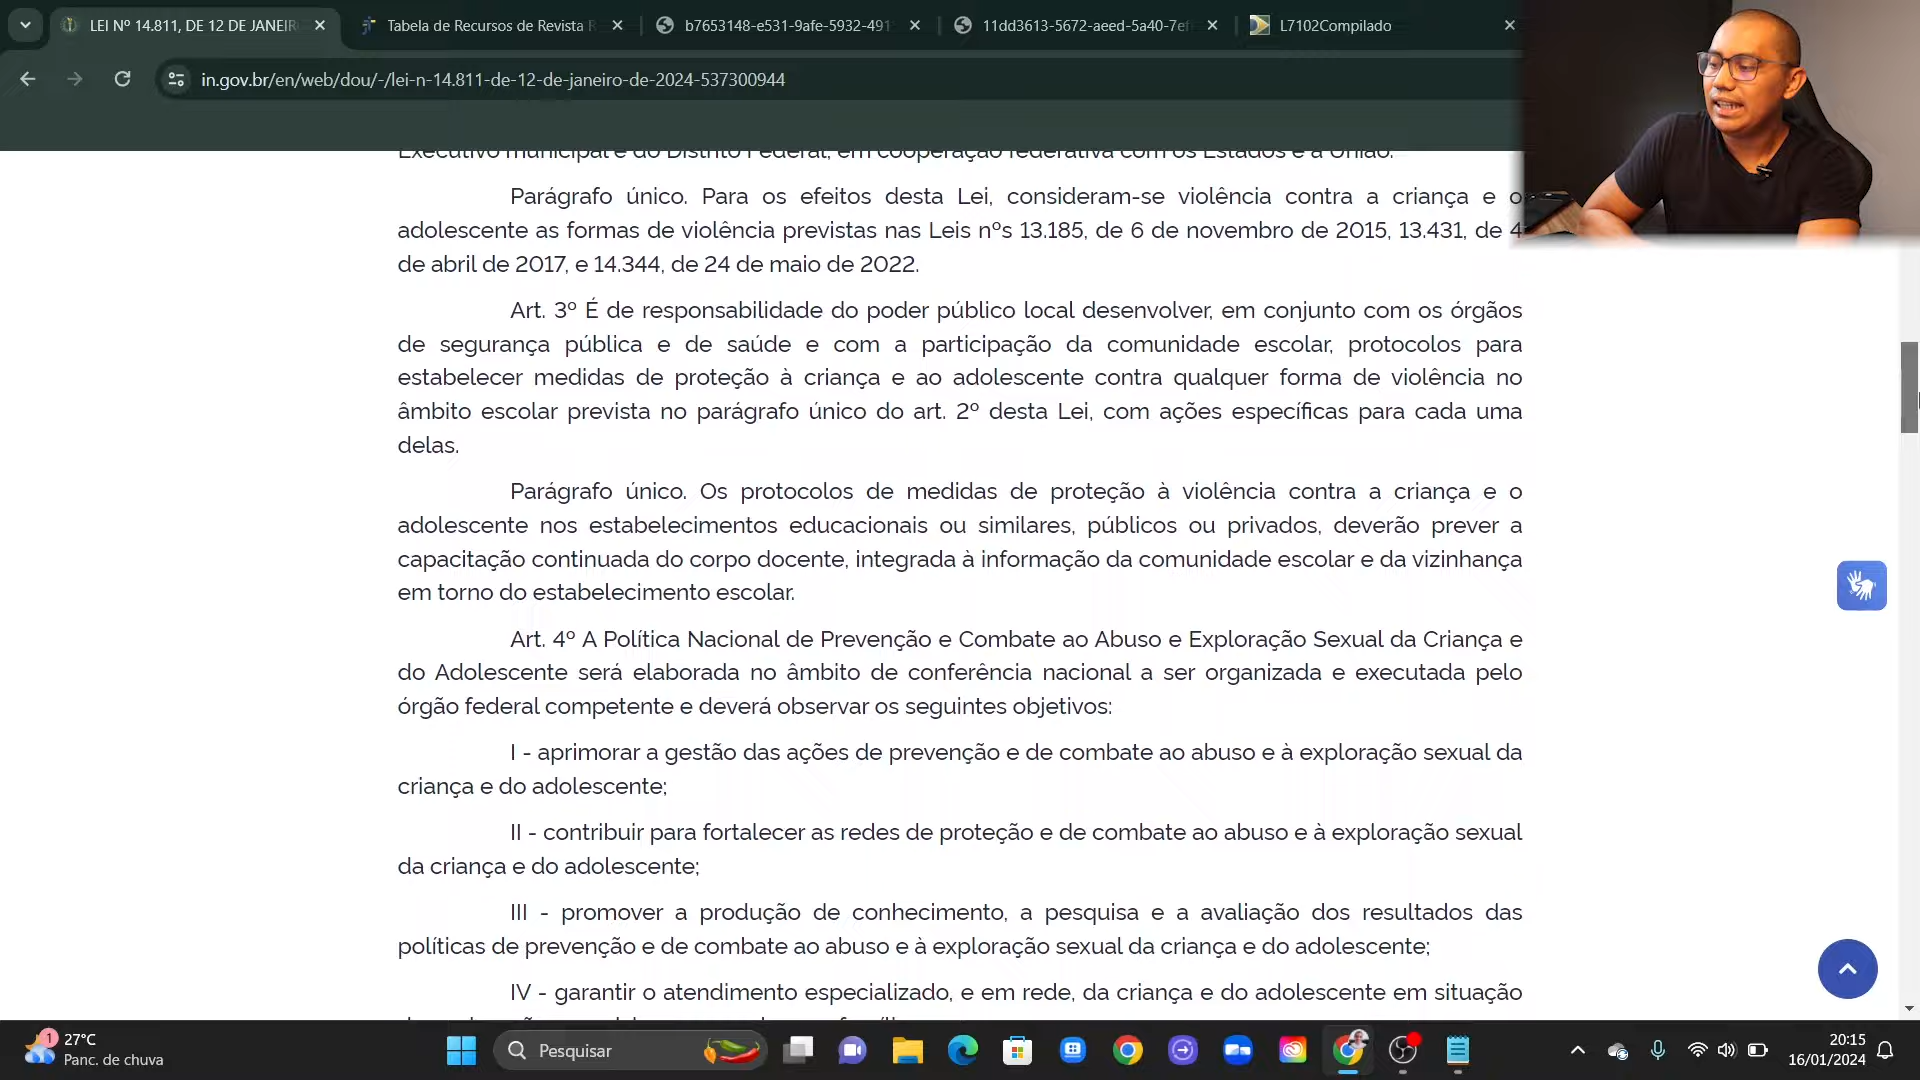 LEI Nº 14.811, DE 12 DE JANEIR
Tabela de Recursos de Revista R
b7653148-e531-9afe-5932-491
11dd3613-5672-aeed-5a40-7ef
L7102Compilado
in.gov.br/en/web/dou/-/lei-n-14.811-de-12-de-janeiro-de-2024-537300944
Executivo municipal e do Distrito Federal, em cooperação federativa com os Estados e a União.
Parágrafo único. Para os efeitos desta Lei, consideram-se violência contra a criança e o
adolescente as formas de violência previstas nas Leis nºs 13.185, de 6 de novembro de 2015, 13.431, de 4
de abril de 2017, e 14.344, de 24 de maio de 2022.
Art. 3º É de responsabilidade do poder público local desenvolver, em conjunto com os órgãos
de segurança pública e de saúde e com a participação da comunidade escolar, protocolos para
estabelecer medidas de proteção à criança e ao adolescente contra qualquer forma de violência no
âmbito escolar prevista no parágrafo único do art. 2º desta Lei, com ações específicas para cada uma
delas.
Parágrafo único. Os protocolos de medidas de proteção à violência contra a criança e o
adolescente nos estabelecimentos educacionais ou similares, públicos ou privados, deverão prever a
capacitação continuada do corpo docente, integrada à informação da comunidade escolar e da vizinhança
em torno do estabelecimento escolar.
Art. 4º A Política Nacional de Prevenção e Combate ao Abuso e Exploração Sexual da Criança e
do Adolescente será elaborada no âmbito de conferência nacional a ser organizada e executada pelo
órgão federal competente e deverá observar os seguintes objetivos:
I - aprimorar a gestão das ações de prevenção e de combate ao abuso e à exploração sexual da
criança e do adolescente;
II - contribuir para fortalecer as redes de proteção e de combate ao abuso e à exploração sexual
da criança e do adolescente;
III - promover a produção de conhecimento, a pesquisa e a avaliação dos resultados das
políticas de prevenção e de combate ao abuso e à exploração sexual da criança e do adolescente;
IV - garantir o atendimento especializado, e em rede, da criança e do adolescente em situação
1
27°C
Panc. de chuva
Pesquisar
20:15
16/01/2024